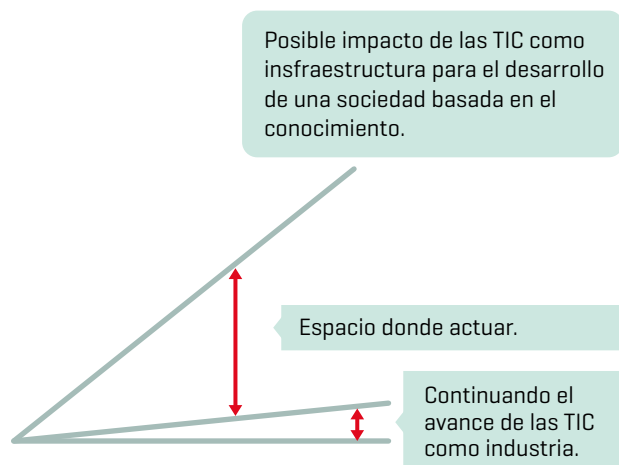 Posible impacto de las TIC como
insfraestructura para el desarrollo
de una sociedad basada en el
conocimiento.
Espacio donde actuar.
Continuando el
avance de las TIC
como industria.